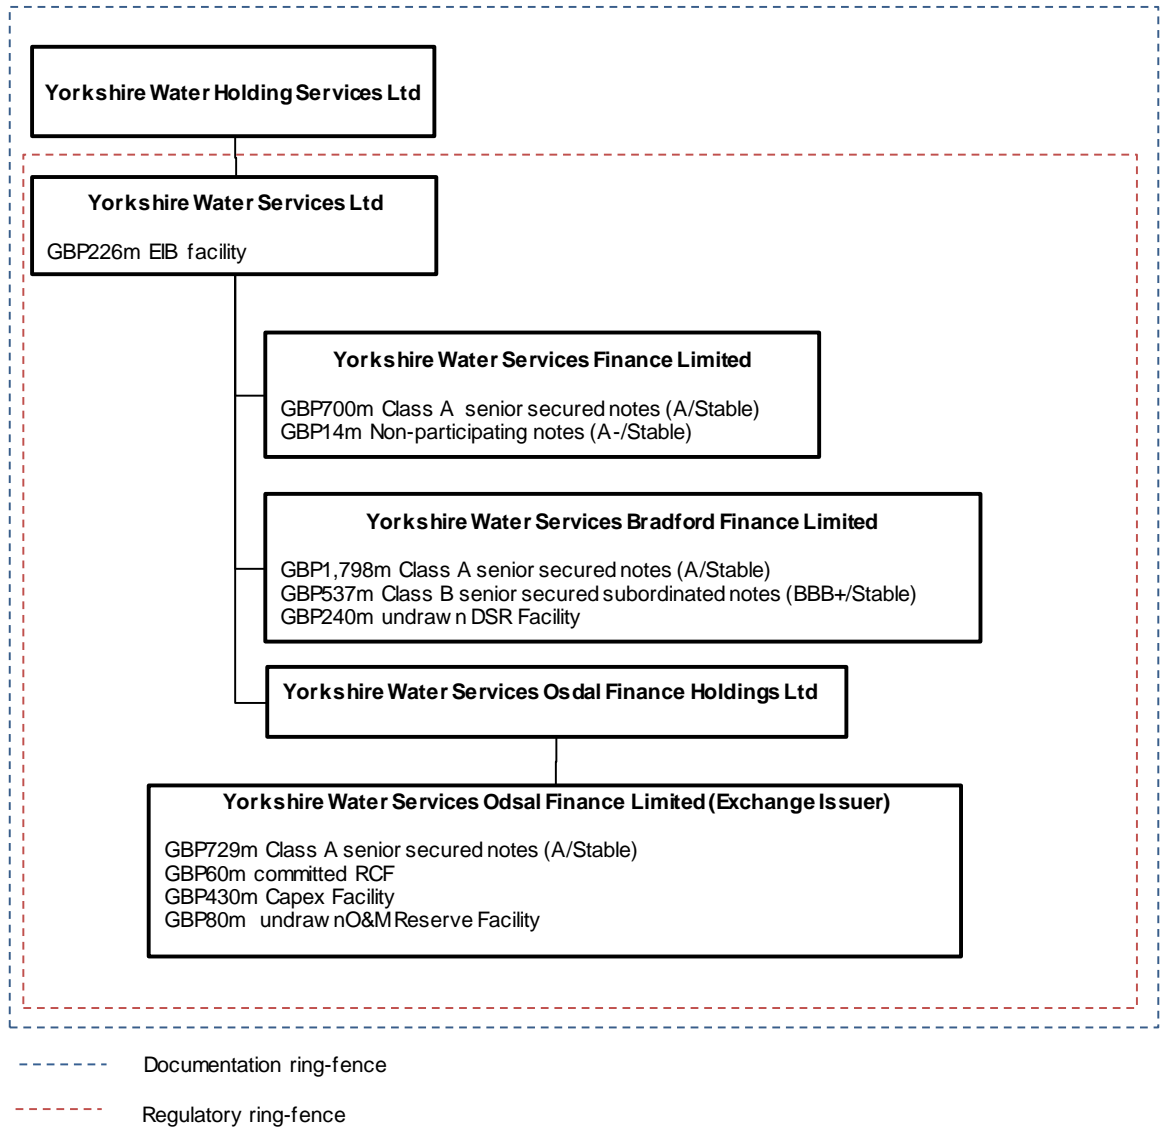 Yorkshire Water Holding Services Ltd
Yorkshire Water Services Ltd
GBP226m EIB facility
Yorkshire Water Services Finance Limited
GBP700m Class A senior secured notes (A/Stable)
GBP14m Non-participating notes (A-/Stable)
Yorkshire Water Services Bradford Finance Limited
GBP1,798m Class A senior secured notes (A/Stable)
GBP537m Class B senior secured subordinated notes (BBB+/Stable)
GBP240m undrawn DSR Facility
Yorkshire Water Services Osdal Finance Holdings Ltd
Yorkshire Water Services Odsal Finance Limited (Exchange Issuer)
GBP729m Class A senior secured notes (A/Stable)
GBP60m committed RCF
GBP430m Capex Facility
GBP80m undrawn O&M Reserve Facility
Documentation ring-fence
Regulatory ring-fence